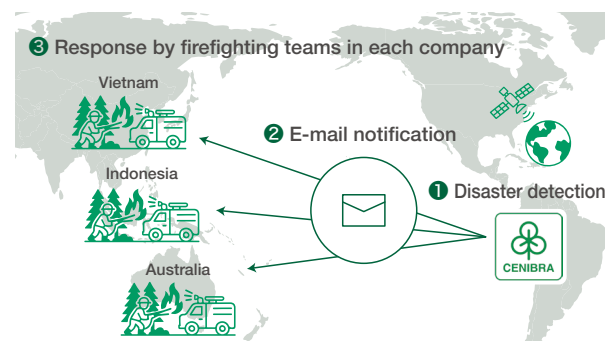 ❸ Response by firefighting teams in each company
Vietnam
❷ E-mail notification
Indonesia
❶ Disaster detection
Australia
CENIBRA